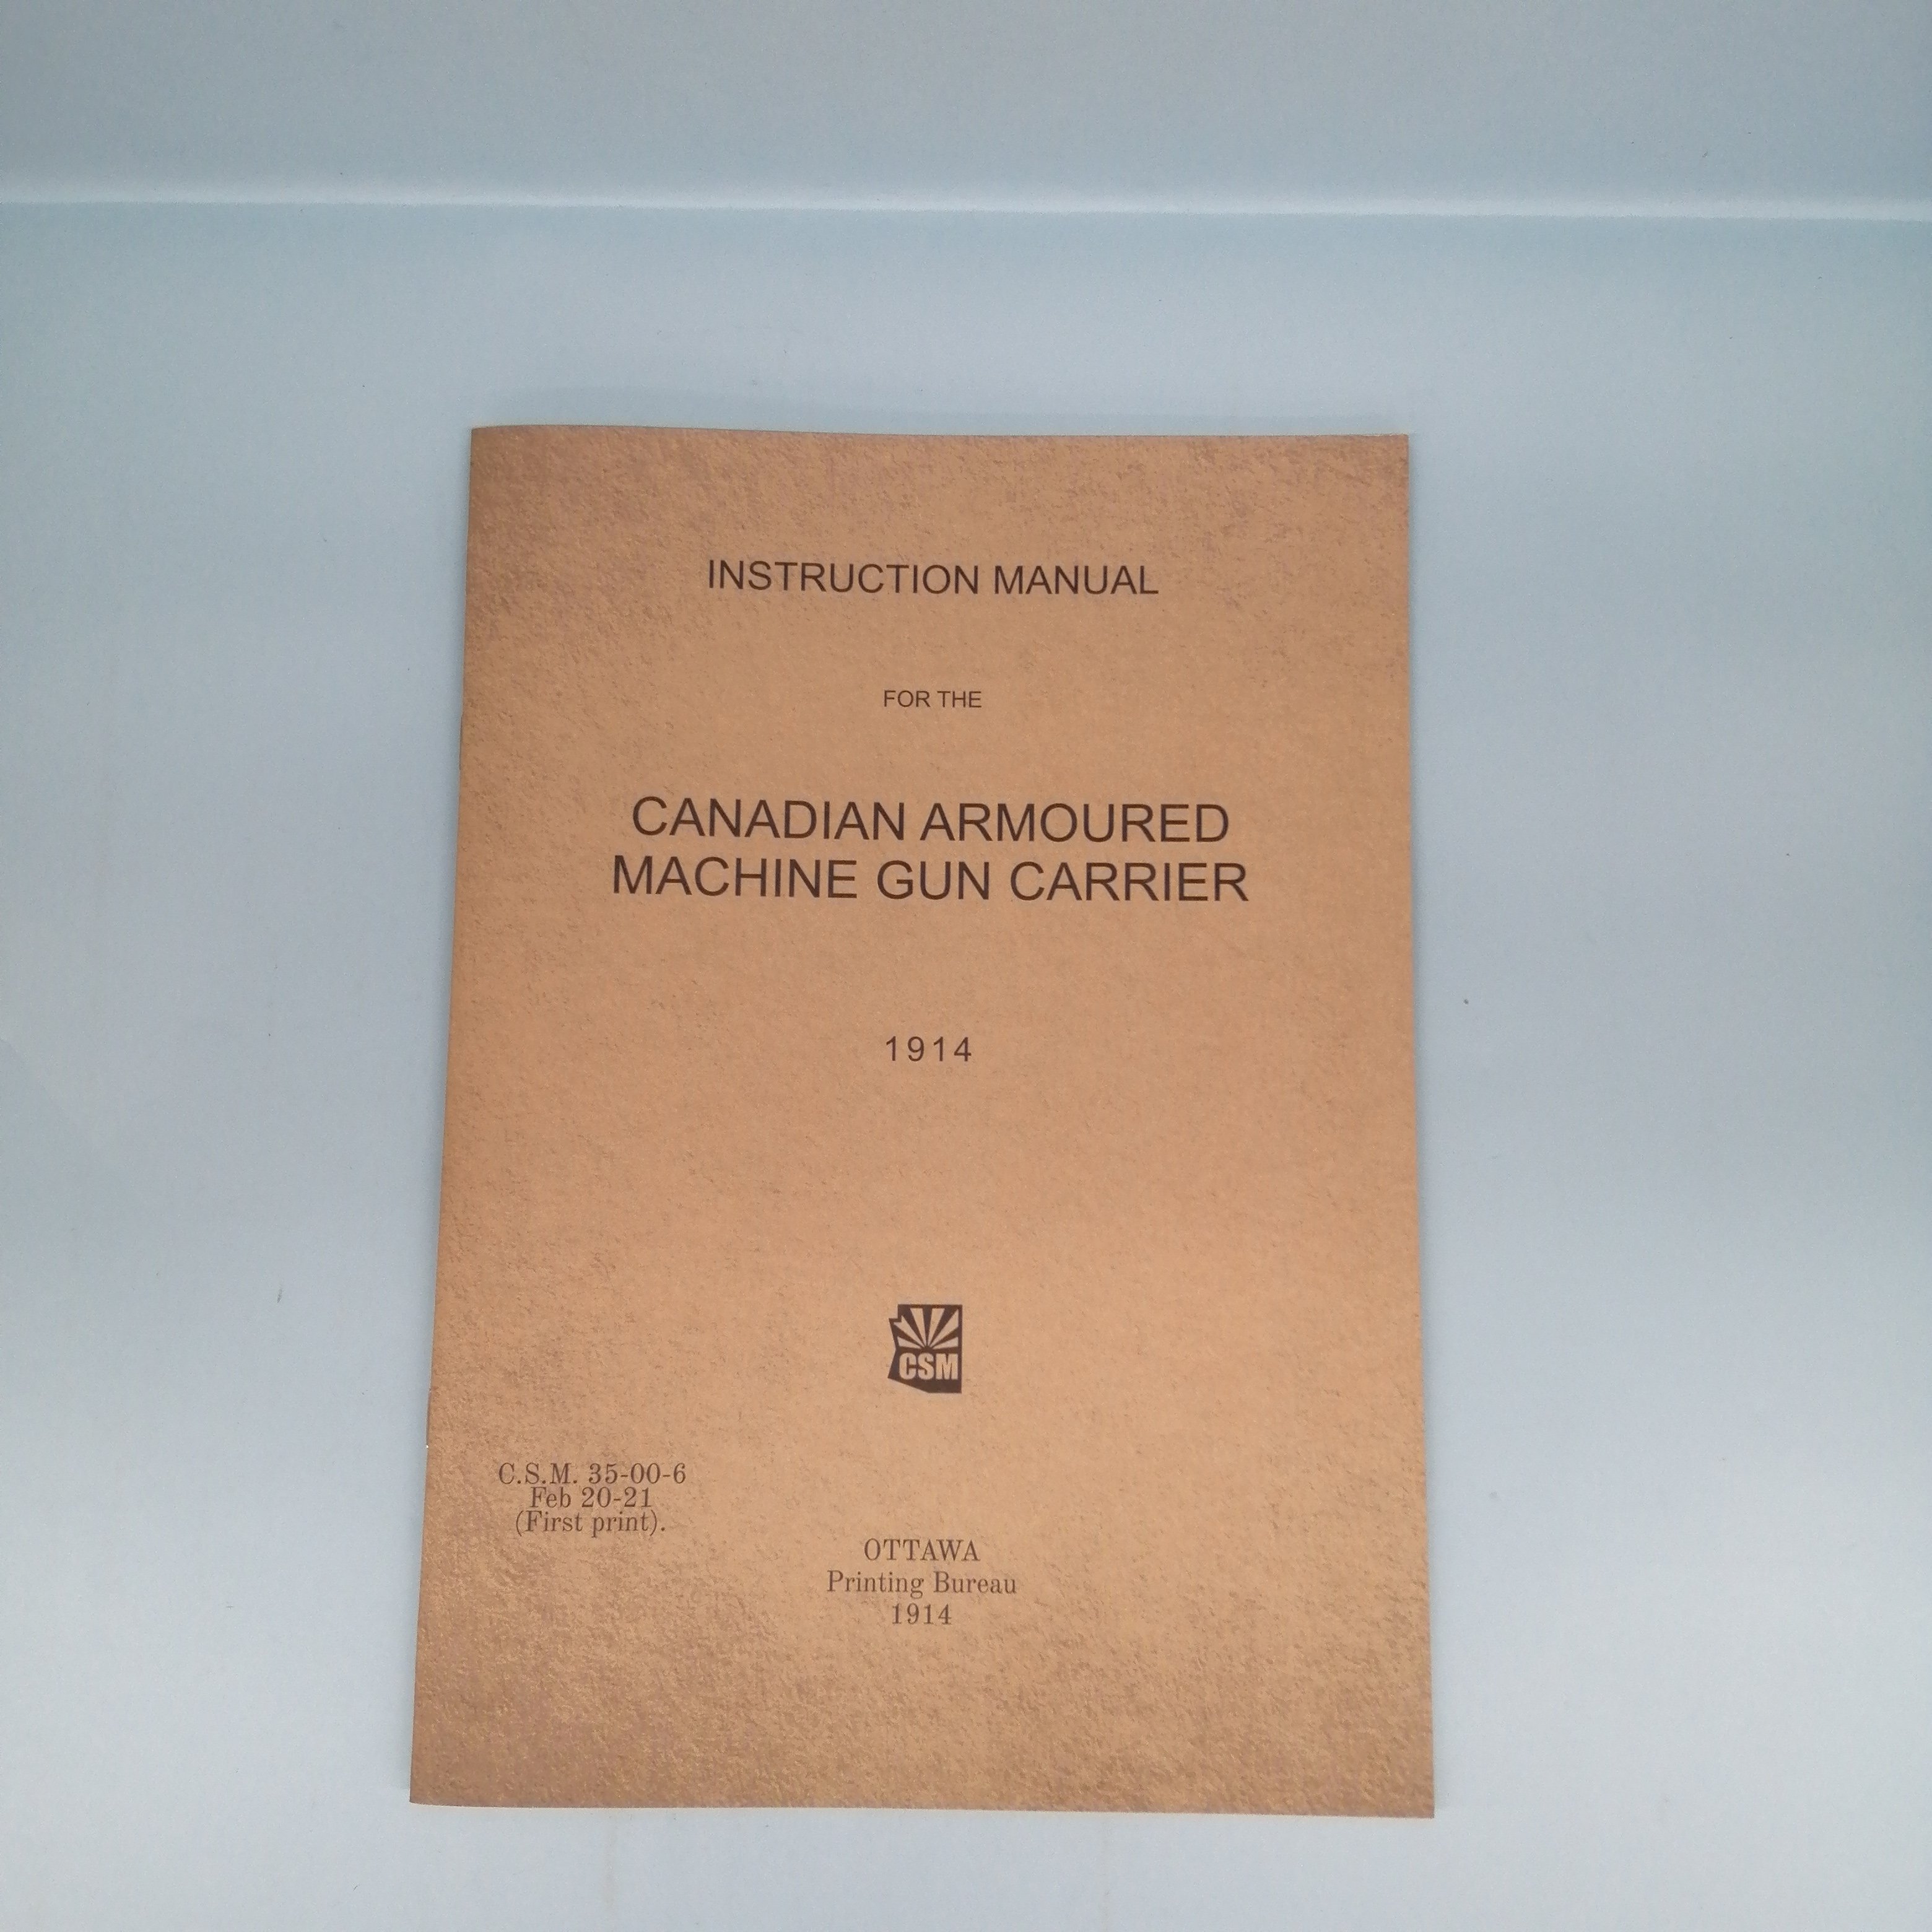 INSTRUCTION MANUAL
FOR THE
CANADIAN ARMOURED
MACHINE GUN CARRIER
1914
CSM
C.S.M. 35-00-6
Feb 20-21
(First print).
OTTAWA
Printing Bureau
1914